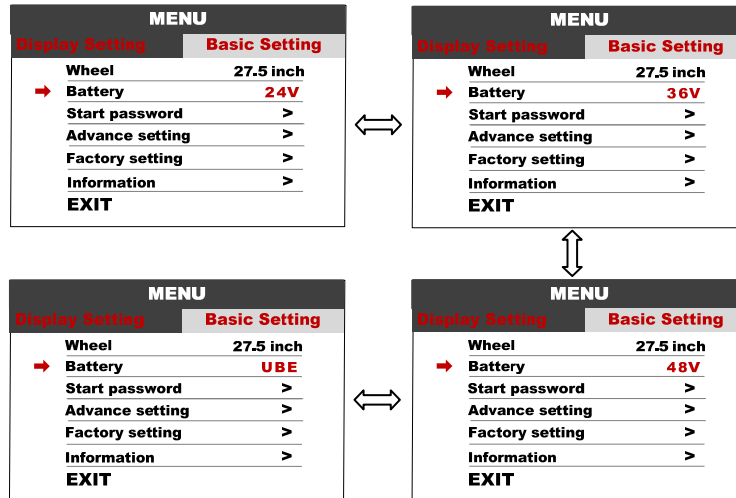 MENU
Display Setting Basic Setting
Wheel 27.5 inch
Battery 24V
Start password >
Advance setting >
Factory setting >
Information >
EXIT
MENU
Display Setting Basic Setting
Wheel 27.5 inch
Battery 36V
Start password >
Advance setting >
Factory setting >
Information >
EXIT
MENU
Display Setting Basic Setting
Wheel 27.5 inch
Battery UBE
Start password >
Advance setting >
Factory setting >
Information >
EXIT
MENU
Display Setting Basic Setting
Wheel 27.5 inch
Battery 48V
Start password >
Advance setting >
Factory setting >
Information >
EXIT